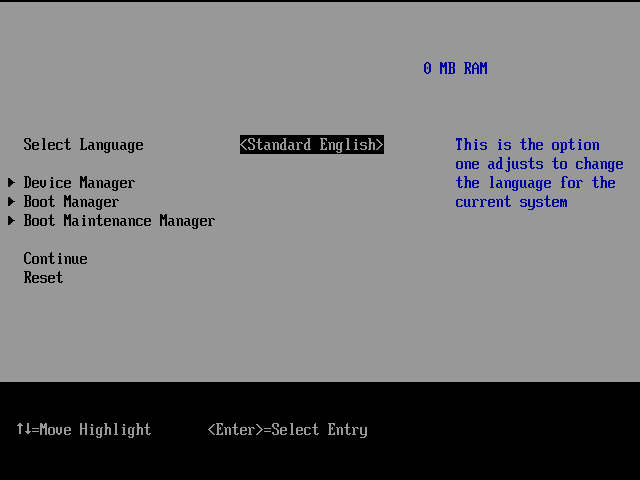 0 MB RAM
Select Language <Standard English> This is the option
one adjusts to change
▶ Device Manager the language for the
▶ Boot Manager current system
▶ Boot Maintenance Manager
Continue
Reset
↑↓=Move Highlight <Enter>=Select Entry